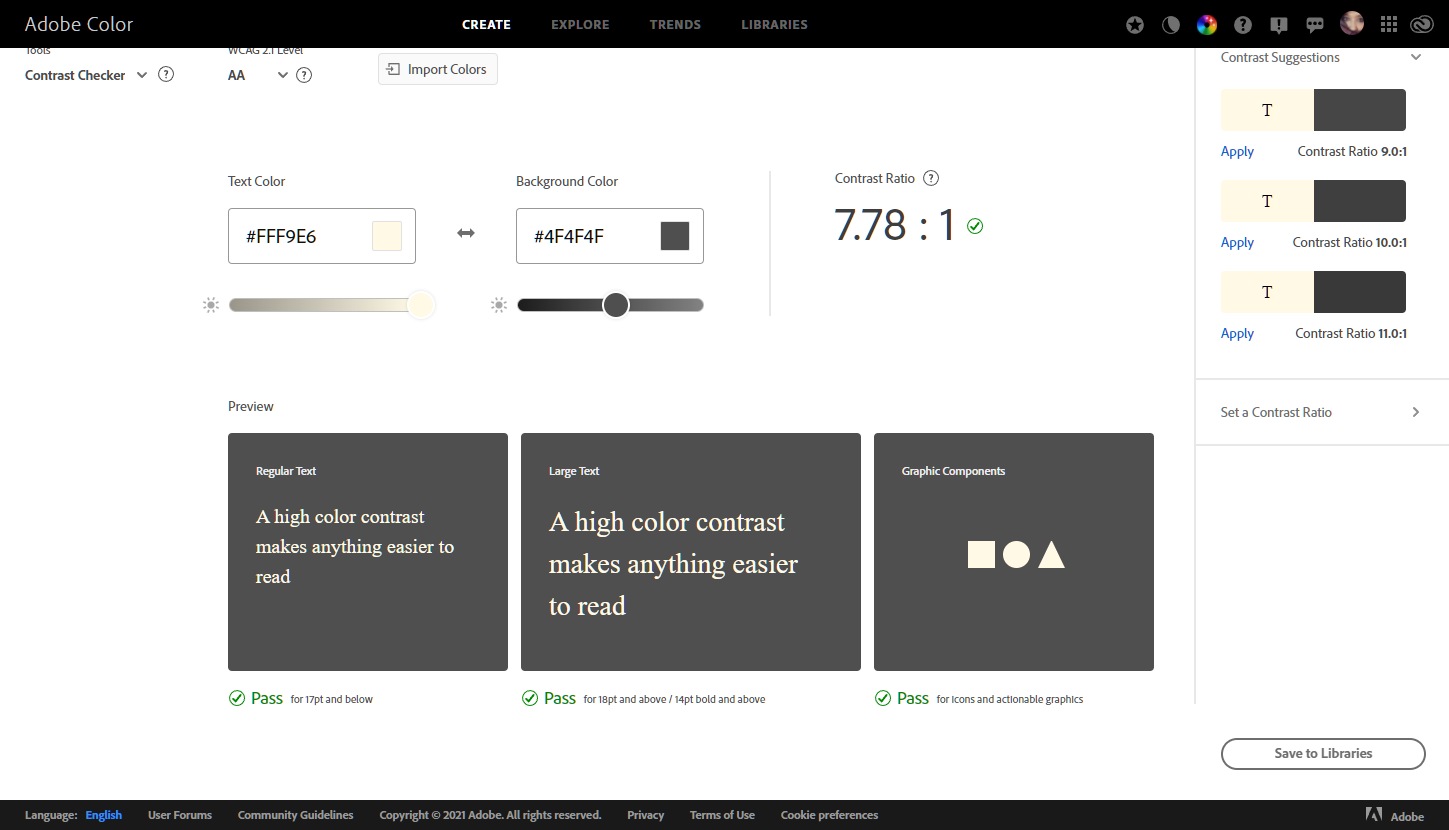 Adobe Color
CREATE EXPLORE TRENDS LIBRARIES
Tools
WCAG 2.1 Level
Contrast Checker
AA
Import Colors
Text Color
#FFF9E6
Background Color
#4F4F4F
Contrast Ratio
7.78 : 1
Preview
Regular Text
A high color contrast
makes anything easier to
read
Pass for 17pt and below
Large Text
A high color contrast
makes anything easier
to read
Pass for 18pt and above / 14pt bold and above
Graphic Components
Pass for icons and actionable graphics
Contrast Suggestions
T
Apply Contrast Ratio 9.0:1
T
Apply Contrast Ratio 10.0:1
T
Apply Contrast Ratio 11.0:1
Set a Contrast Ratio
Save to Libraries
Language: English User Forums Community Guidelines Copyright © 2021 Adobe. All rights reserved. Privacy Terms of Use Cookie preferences Adobe